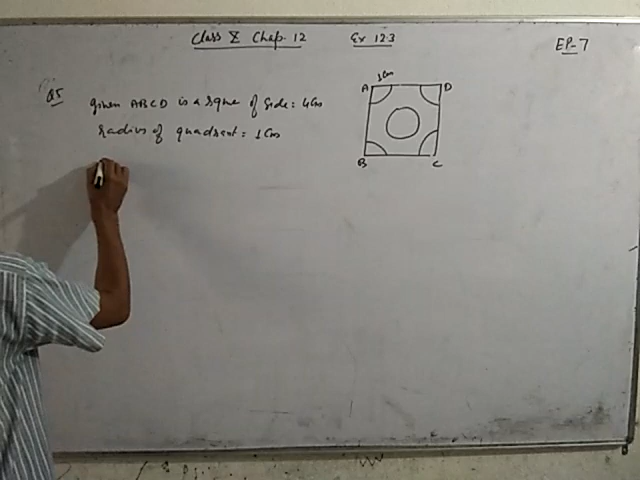 Class X Chap. 12 Ex 12.3
EP-7
Q5
given ABCD is a squre of side = 4cm
radius of quadrant = 1cm
1cm
A D
B C